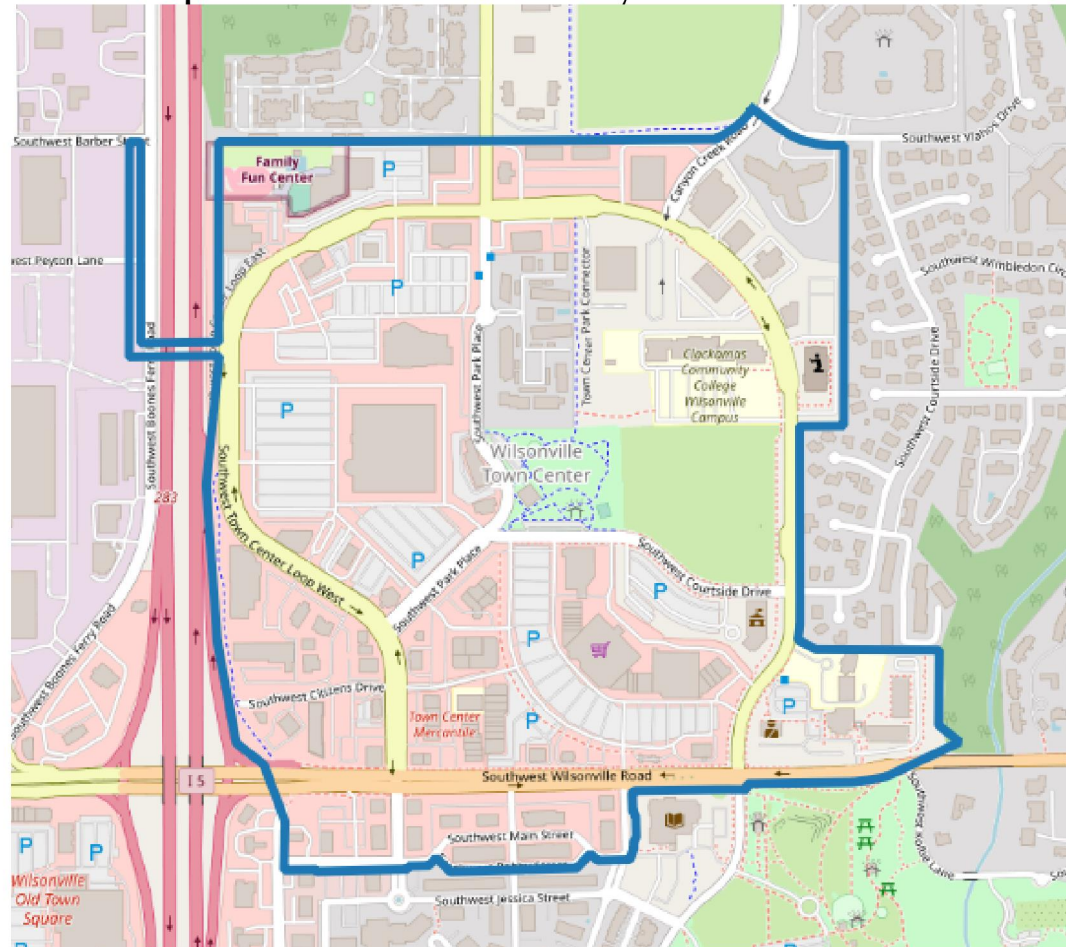 Southwest Barber Street
Southwest Vlahos Drive
Family
Fun Center
P
Canyon Creek Road
west Peyton Lane
Loop East
P
Town Center Park Connector
Southwest Wimbledon Circ
Southwest Boones Ferry Road
Southwest Park Place
Clackamas
Community
College
Wilsonville
Campus
Southwest Courtside Drive
P
283
Wilsonville
Town Center
Southwest Town Center Loop West
P
Southwest Park Place
Southwest Courtside Drive
P
Southwest Boones Ferry Road
P
Southwest Citizens Drive
Town Center
Mercantile
P
P
I 5
Southwest Wilsonville Road
Southwest Main Street
P
P
Wilsonville
Old Town
Square
Southwest Jessica Street
P
P